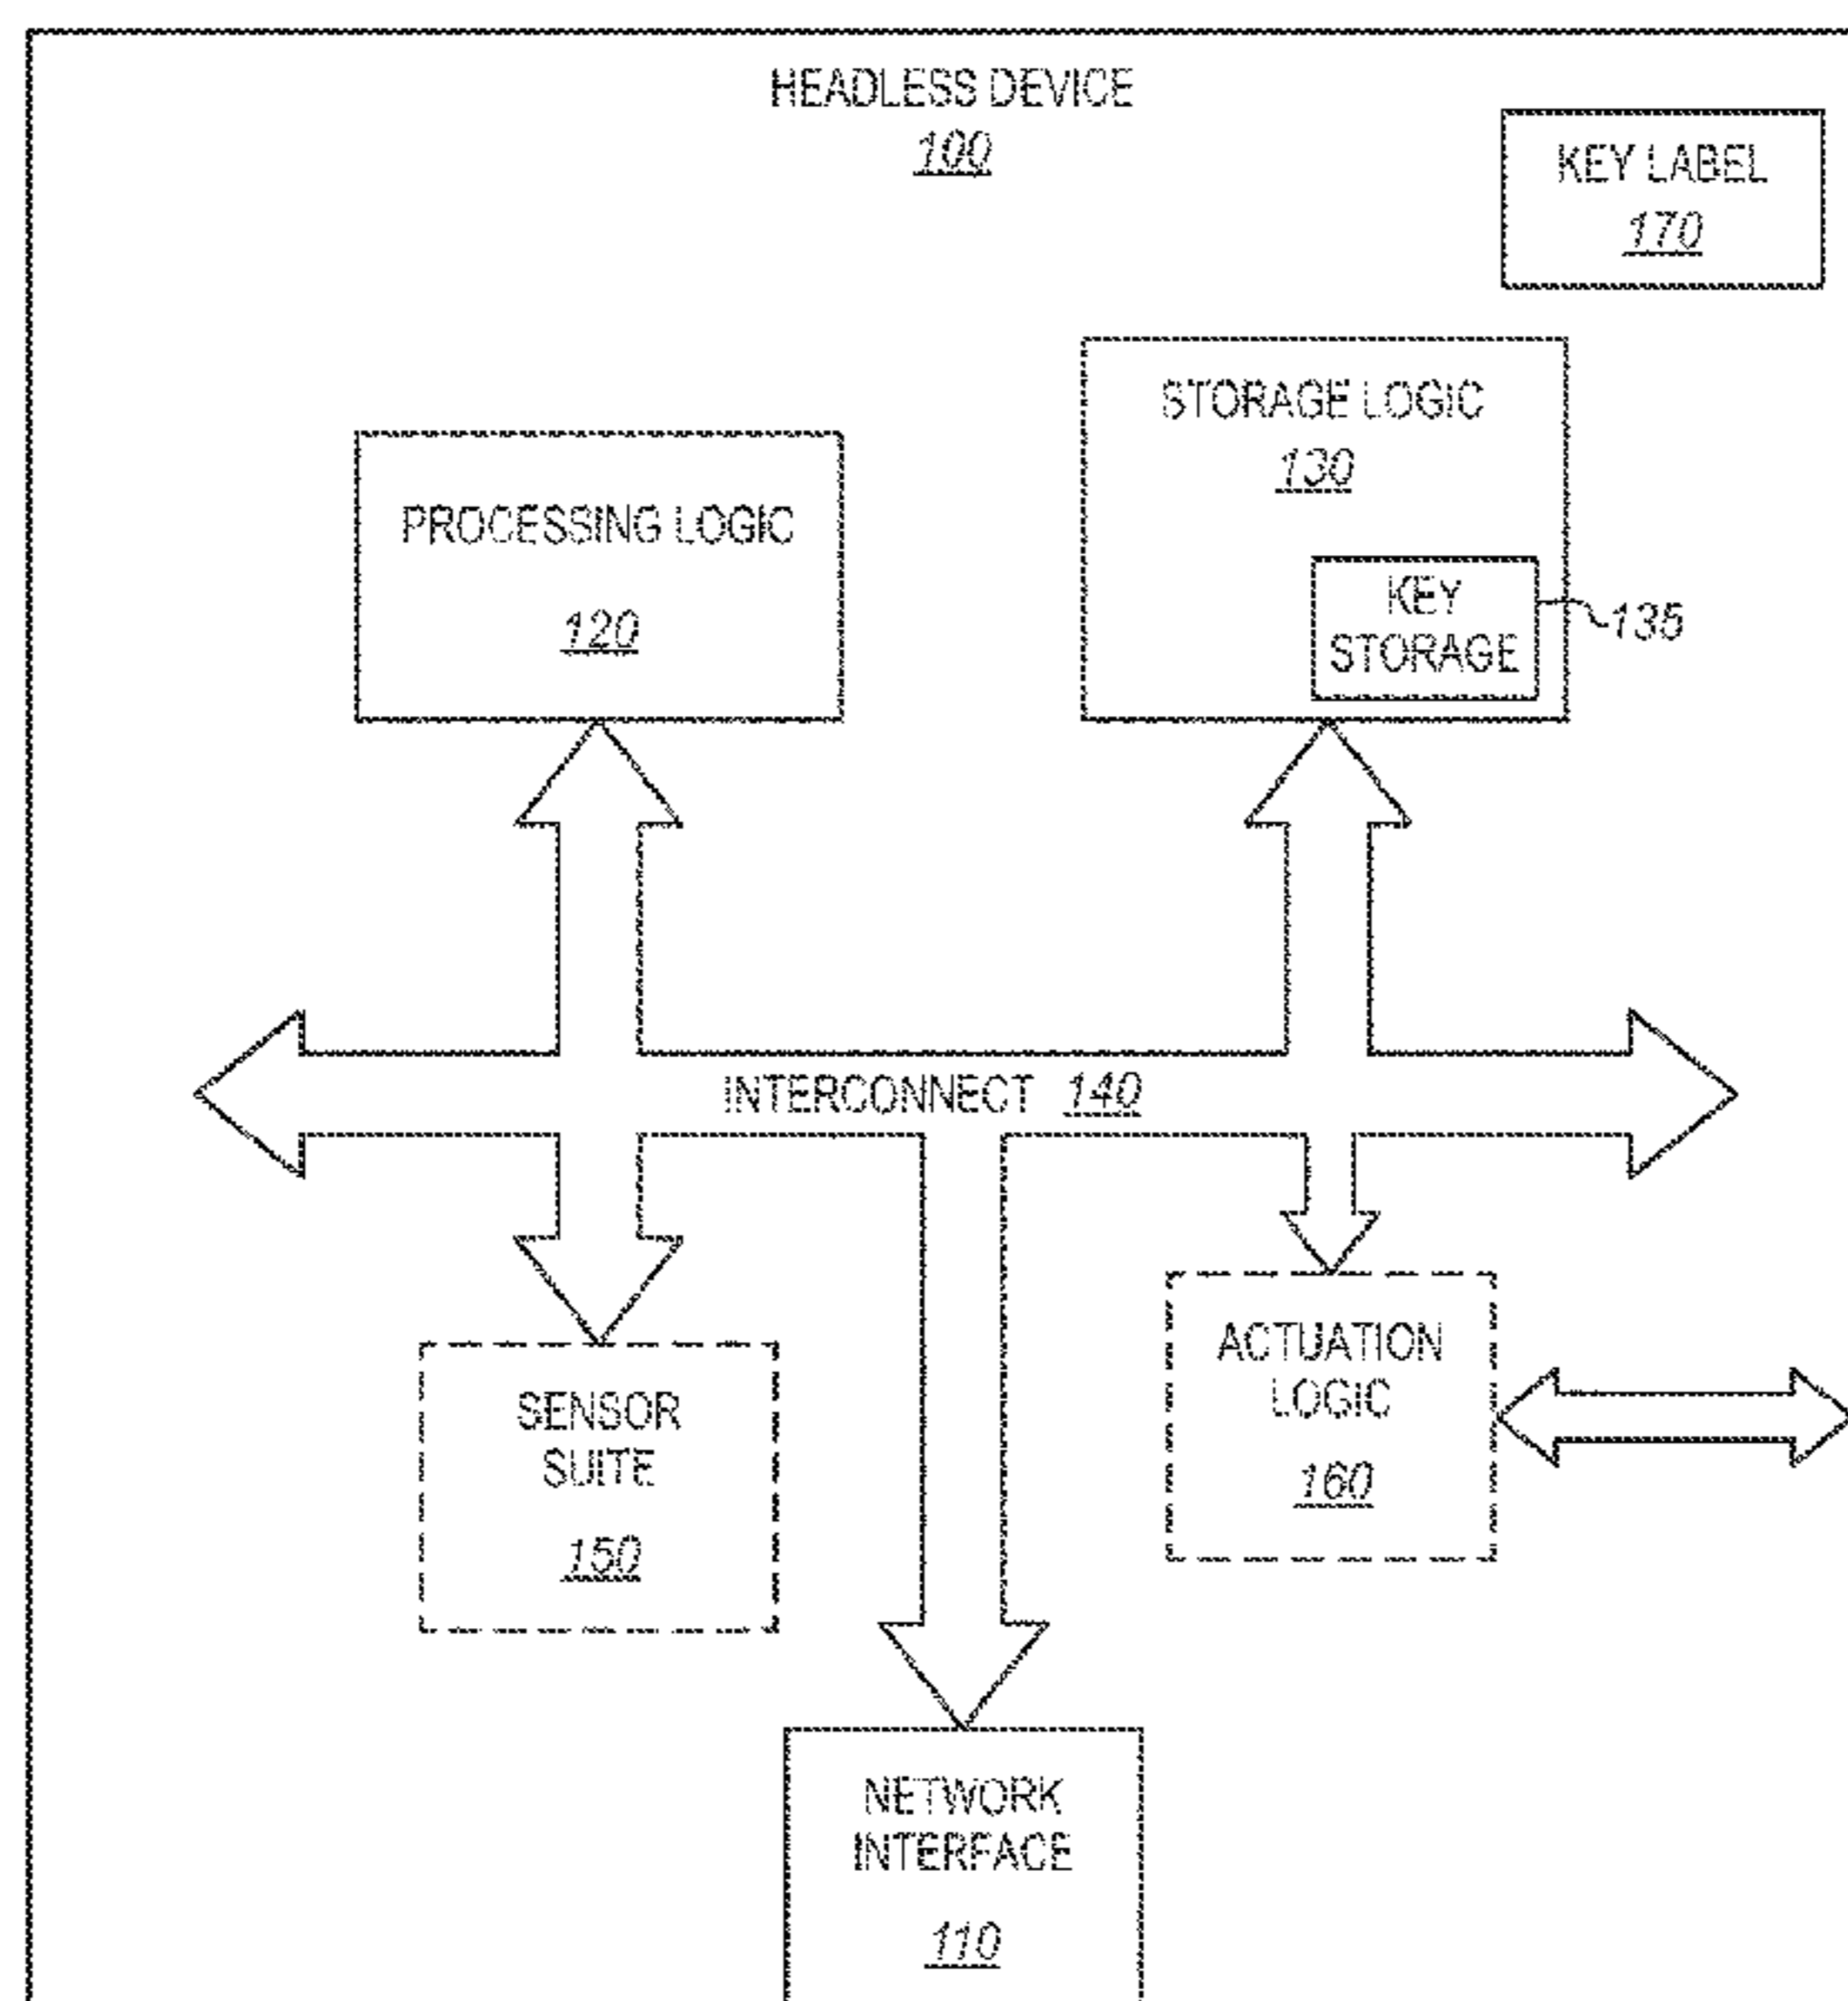 HEADLESS DEVICE
100
KEY LABEL
170
STORAGE LOGIC
130
KEY
STORAGE
135
PROCESSING LOGIC
120
INTERCONNECT 140
SENSOR
SUITE
150
ACTUATION
LOGIC
160
NETWORK
INTERFACE
110